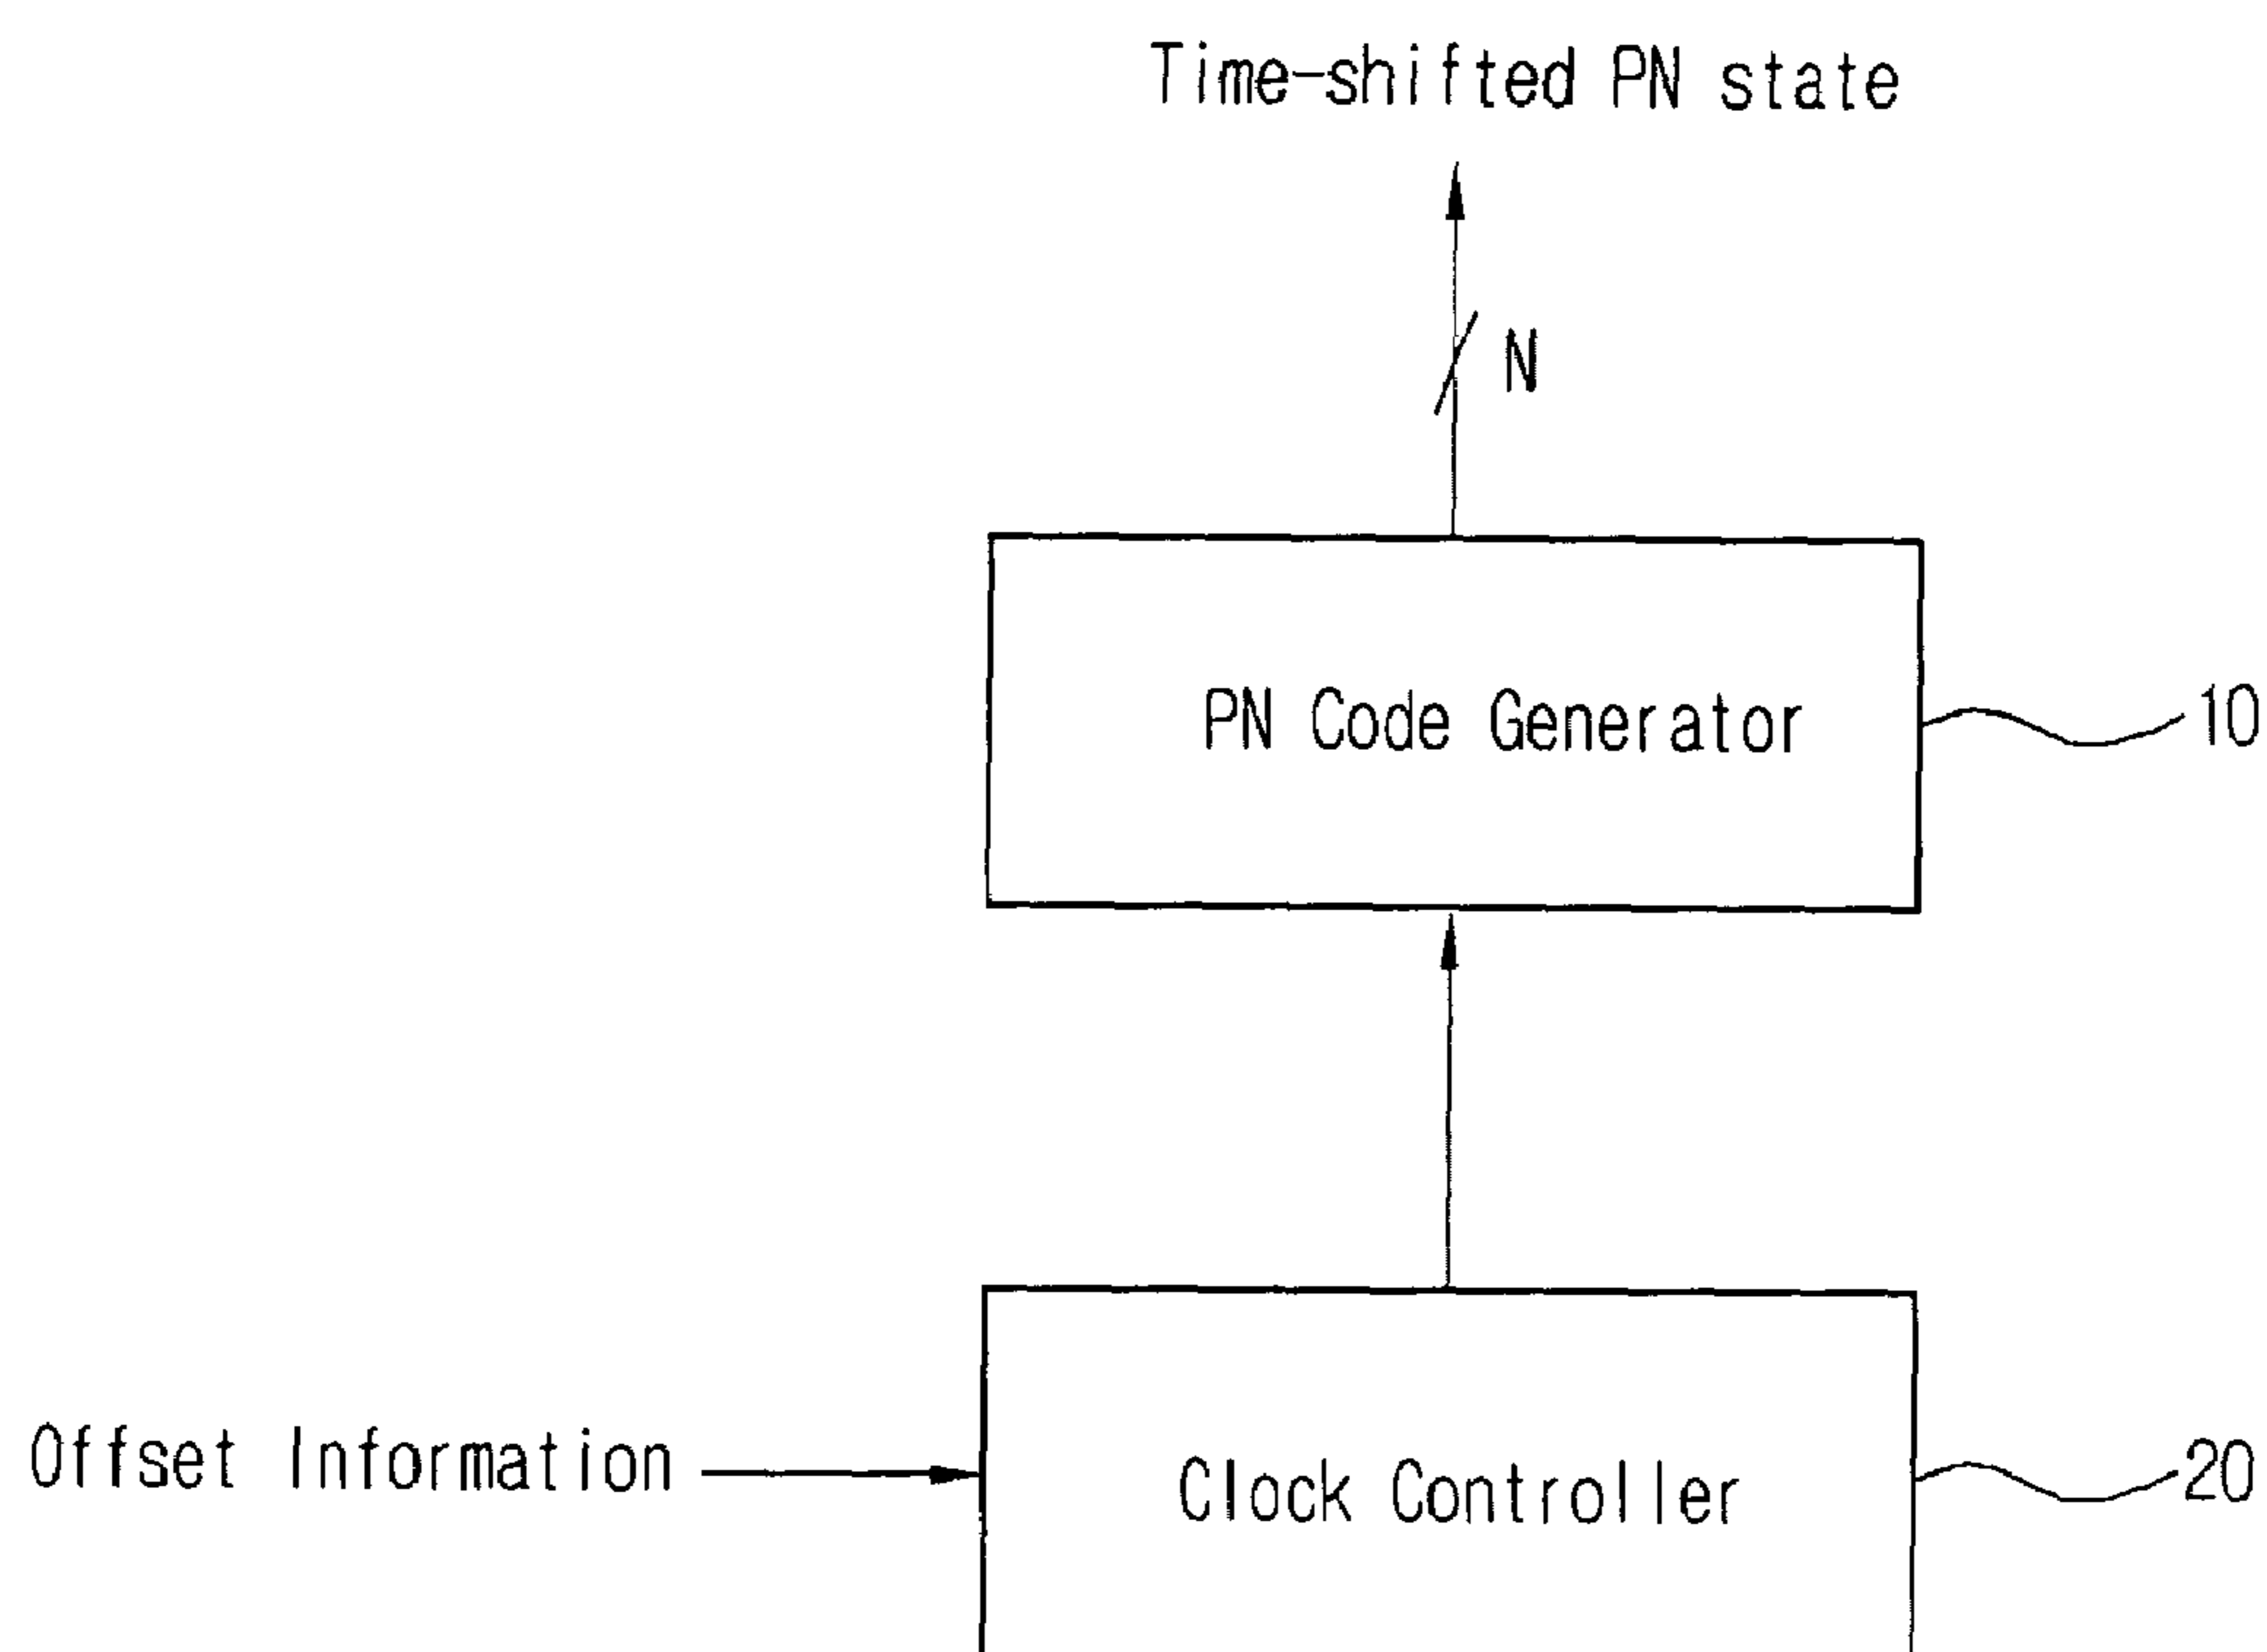 Time-shifted PN state
N
PN Code Generator
10
Offset Information
Clock Controller
20